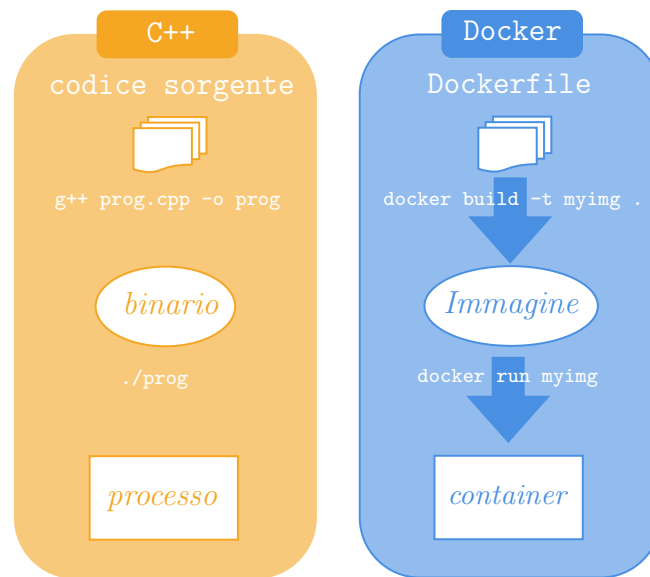 C++
codice sorgente
g++ prog.cpp -o prog
binario
./prog
processo
Docker
Dockerfile
docker build -t myimg .
Immagine
docker run myimg
container